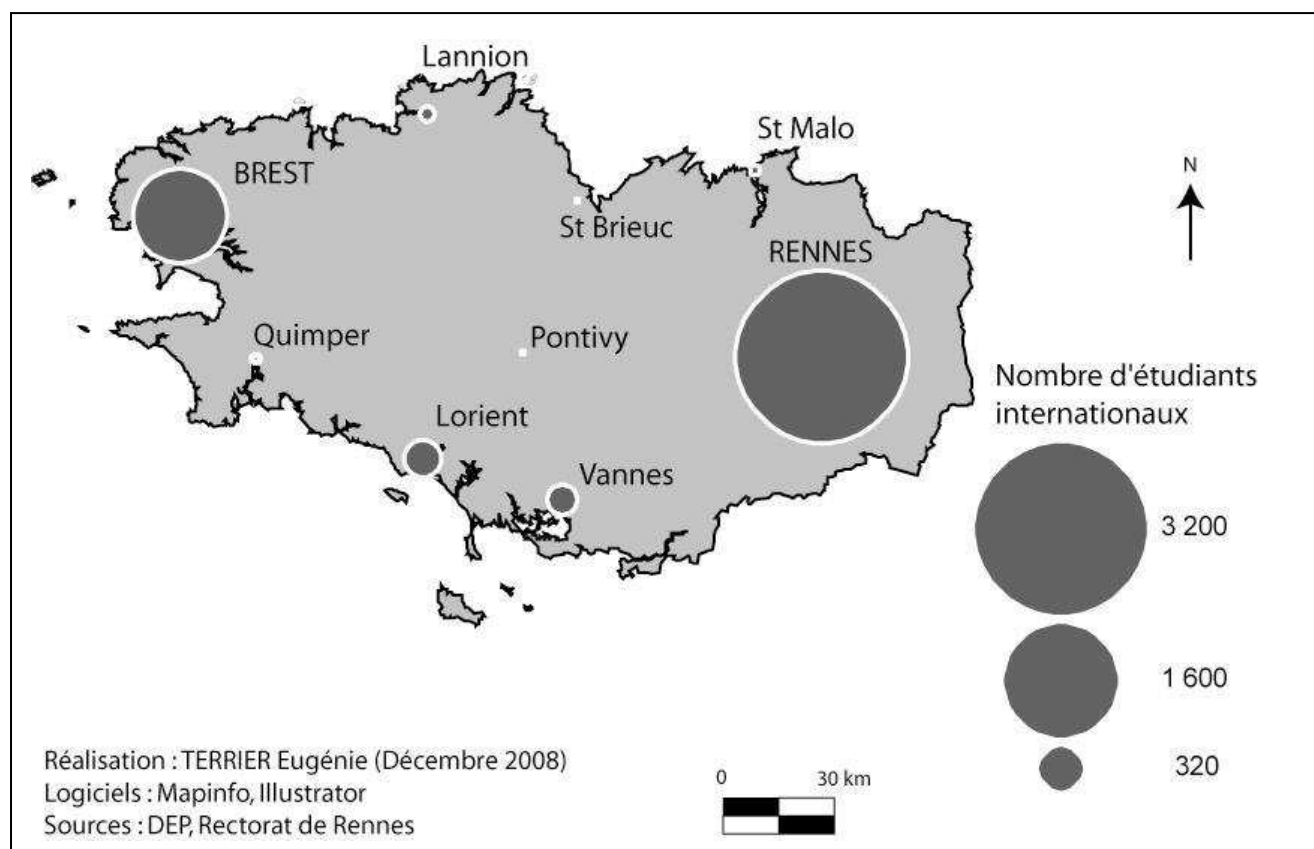 Lannion
St Malo
BREST
N
St Brieuc
RENNES
Quimper
Pontivy
Nombre d'étudiants
internationaux
Lorient
Vannes
3 200
1 600
320
Réalisation : TERRIER Eugénie (Décembre 2008)
Logiciels : Mapinfo, Illustrator
Sources : DEP, Rectorat de Rennes
0 30 km